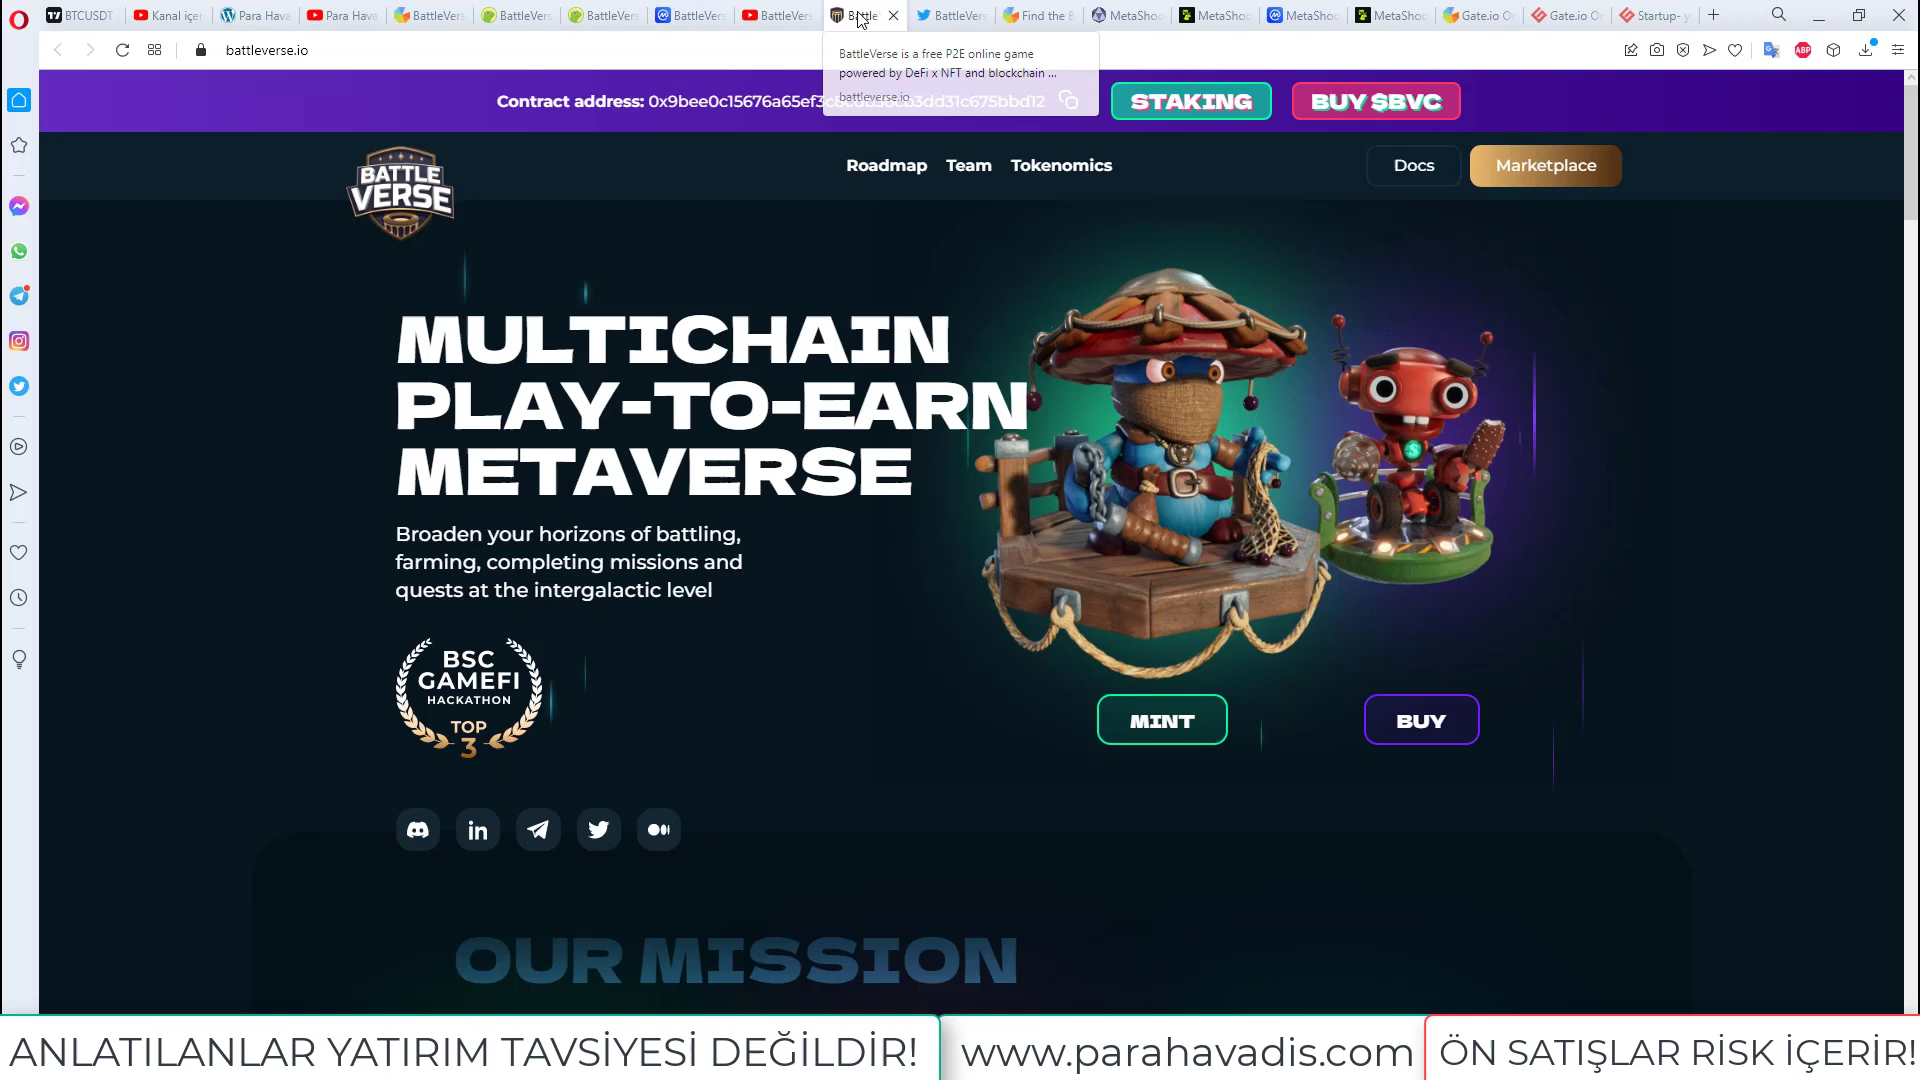 BTCUSDT
Kanal içer
Para Hava
Para Hava
BattleVers
BattleVers
BattleVers
BattleVers
BattleVers
Battle
BattleVers
Find the B
MetaShoo
MetaShoo
MetaShoo
MetaShoo
Gate.io O
Gate.io O
Startup- y
battleverse.io
ABP
BattleVerse is a free P2E online game
powered by DeFi x NFT and blockchain ...
battleverse.io
Contract address:
STAKING
BUY $BVC
BATTLE
VERSE
Roadmap Team Tokenomics
Docs
Marketplace
MULTICHAIN
PLAY-TO-EARN
METAVERSE
Broaden your horizons of battling,
farming, completing missions and
quests at the intergalactic level
BSC
GAMEFI
HACKATHON
TOP
3
MINT
BUY
OUR MISSION
ANLATILANLAR YATIRIM TAVSİYESİ DEĞİLDİR!
www.parahavadis.com
ÖN SATIŞLAR RİSK İÇERİR!